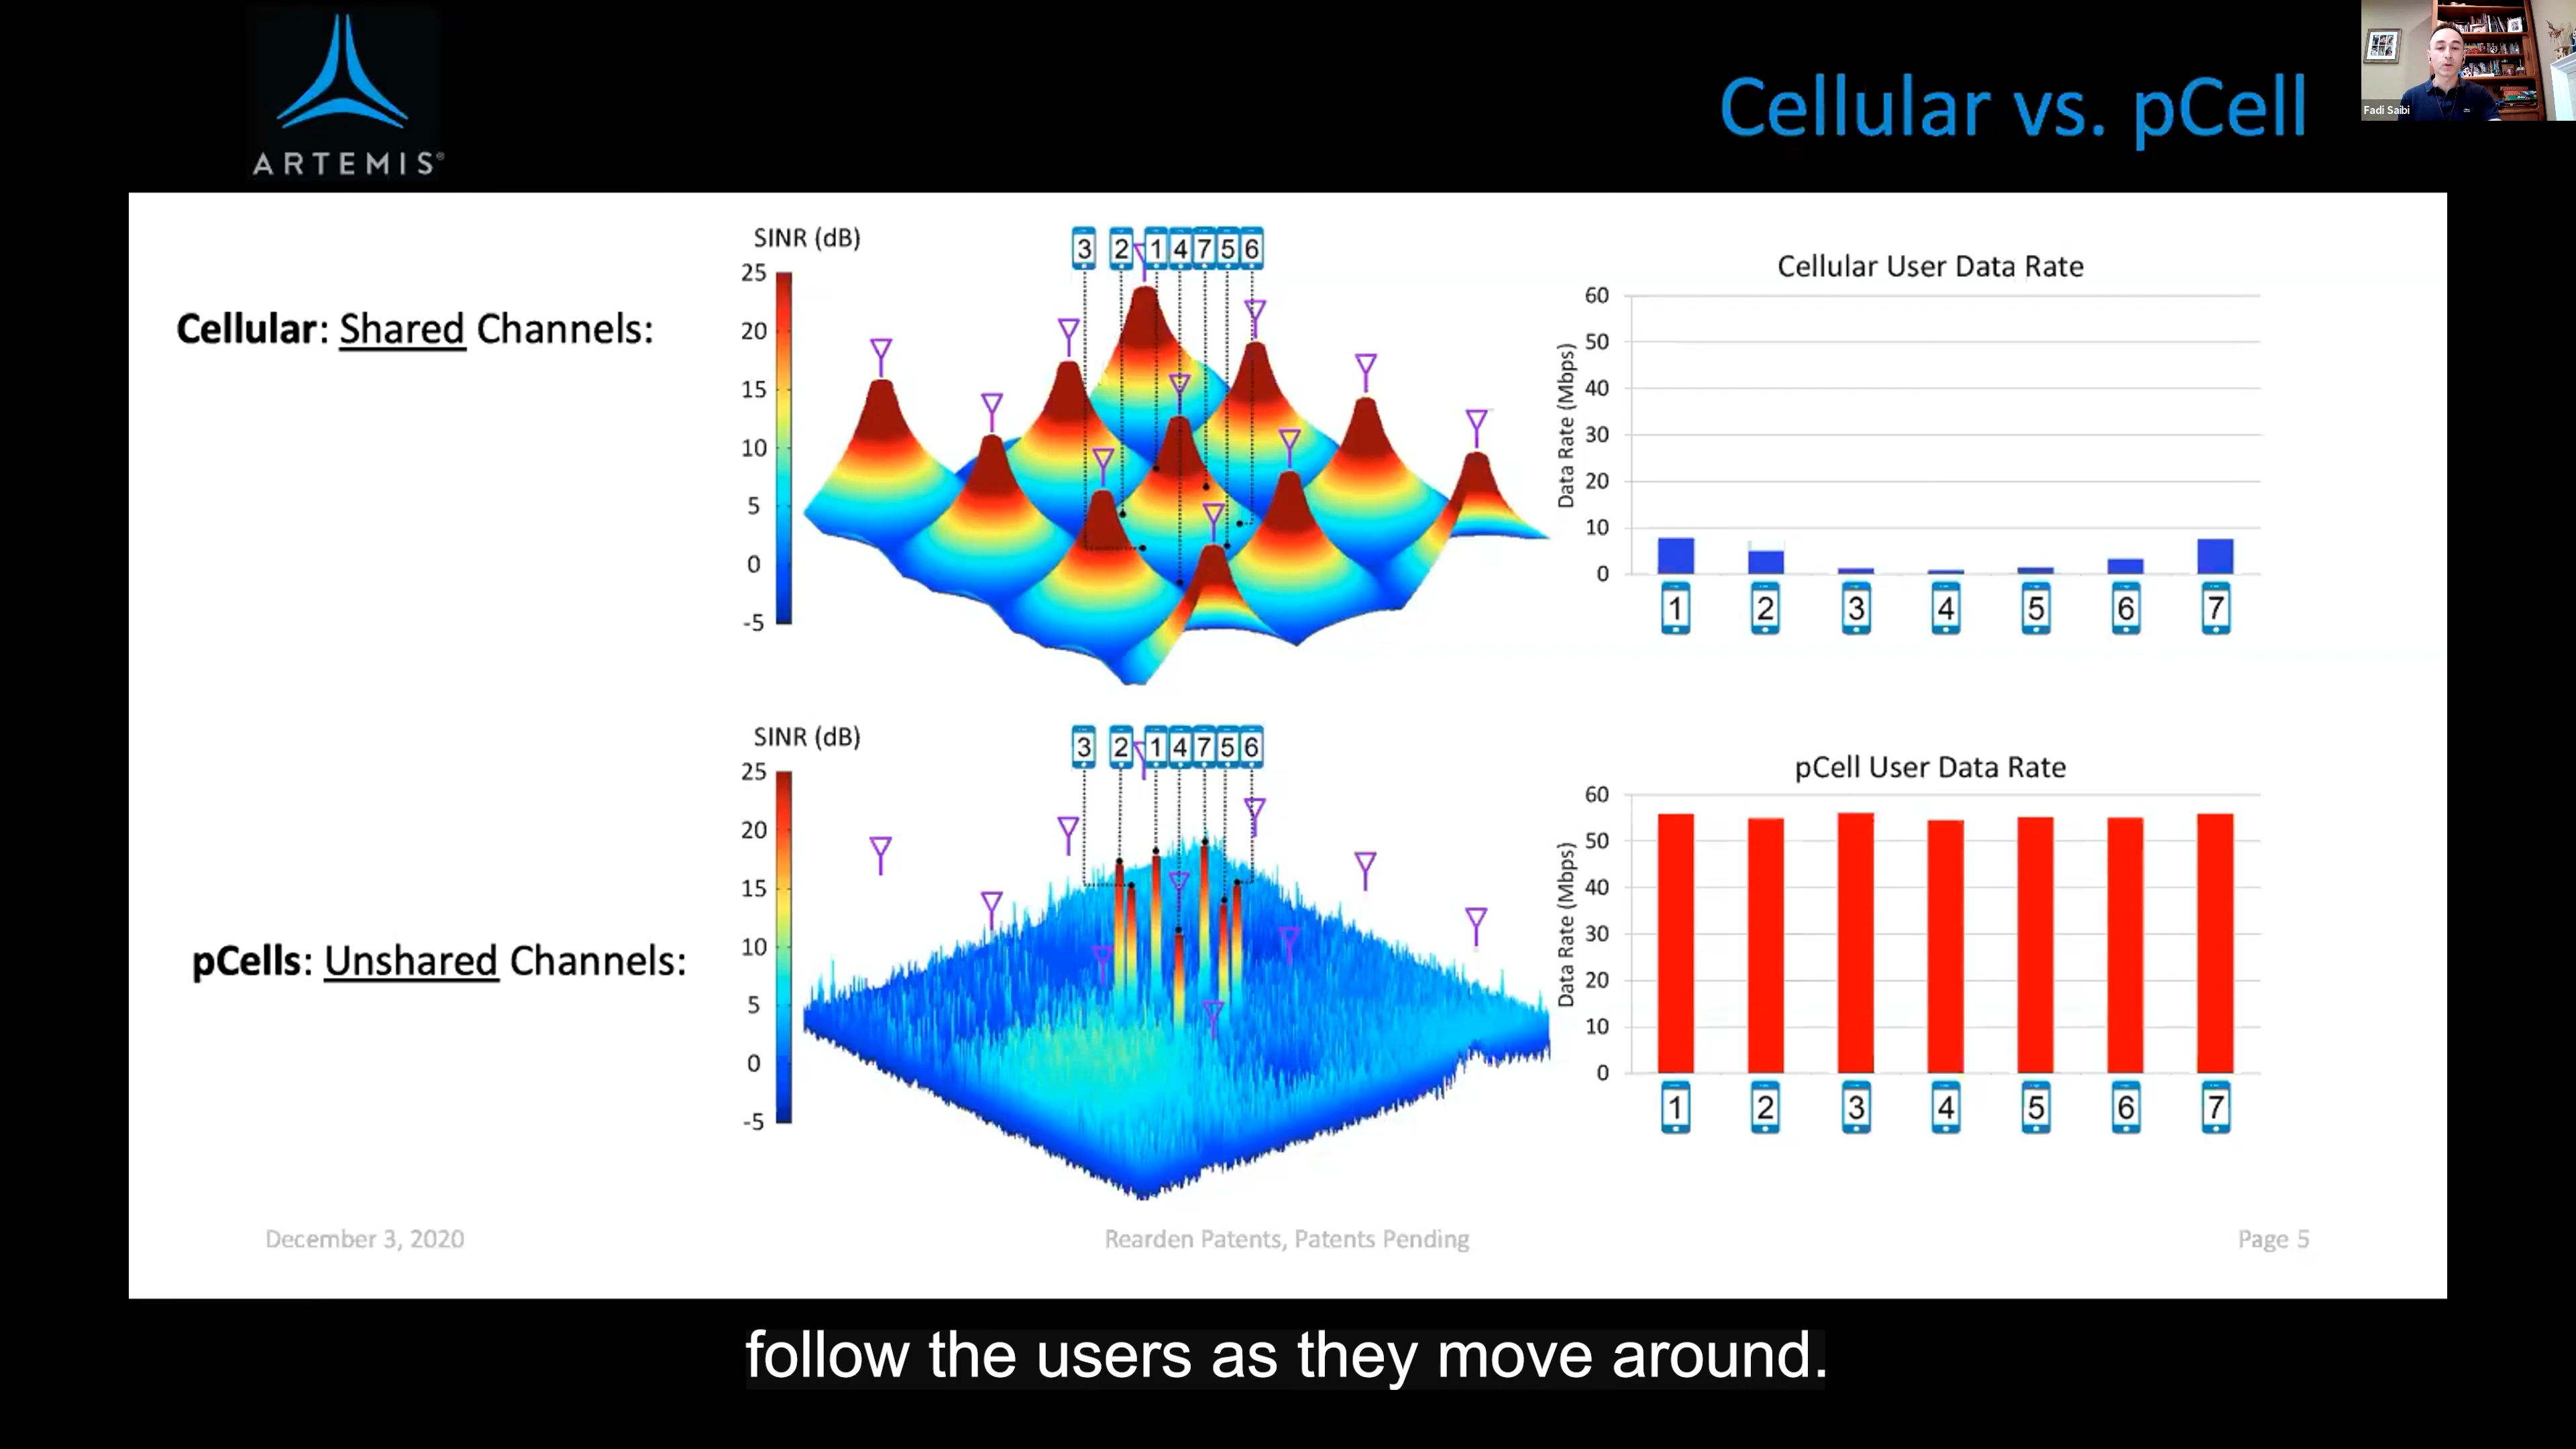 ARTEMIS®
Cellular vs. pCell
Fadi Saibi
Cellular: Shared Channels:
SINR (dB)
25
20
15
10
5
0
-5
3 2 1 4 7 5 6
Cellular User Data Rate
Data Rate (Mbps)
60
50
40
30
20
10
0
1 2 3 4 5 6 7
pCells: Unshared Channels:
SINR (dB)
25
20
15
10
5
0
-5
3 2 1 4 7 5 6
pCell User Data Rate
Data Rate (Mbps)
60
50
40
30
20
10
0
1 2 3 4 5 6 7
December 3, 2020
Rearden Patents, Patents Pending
Page 5
follow the users as they move around.